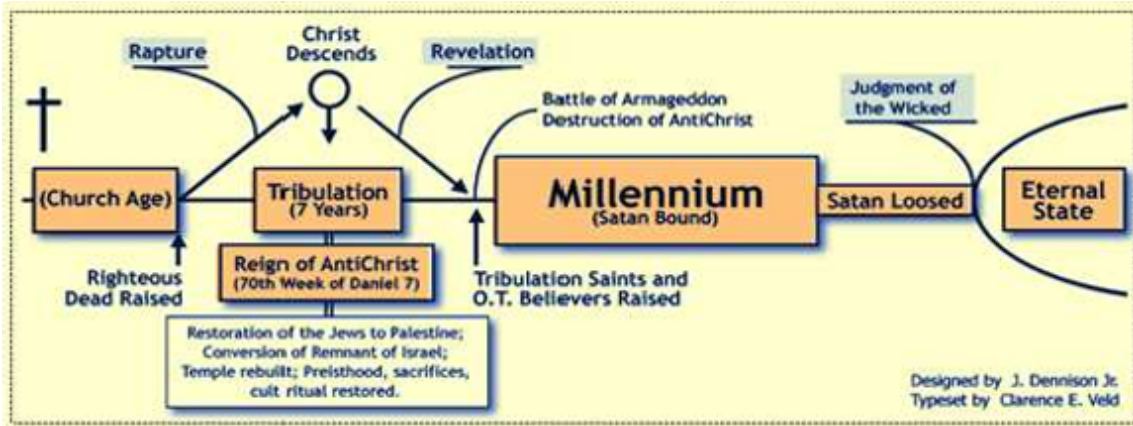 Rapture
Christ
Descends
Revelation
Battle of Armageddon
Destruction of AntiChrist
Judgment of
the Wicked
(Church Age)
Tribulation
(7 Years)
Millennium
(Satan Bound)
Satan Loosed
Eternal
State
Righteous
Dead Raised
Reign of AntiChrist
(70th Week of Daniel 7)
Tribulation Saints and
O.T. Believers Raised
Restoration of the Jews to Palestine;
Conversion of Remnant of Israel;
Temple rebuilt; Preisthood, sacrifices,
cult ritual restored.
Designed by J. Dennison Jr.
Typeset by Clarence E. Veld